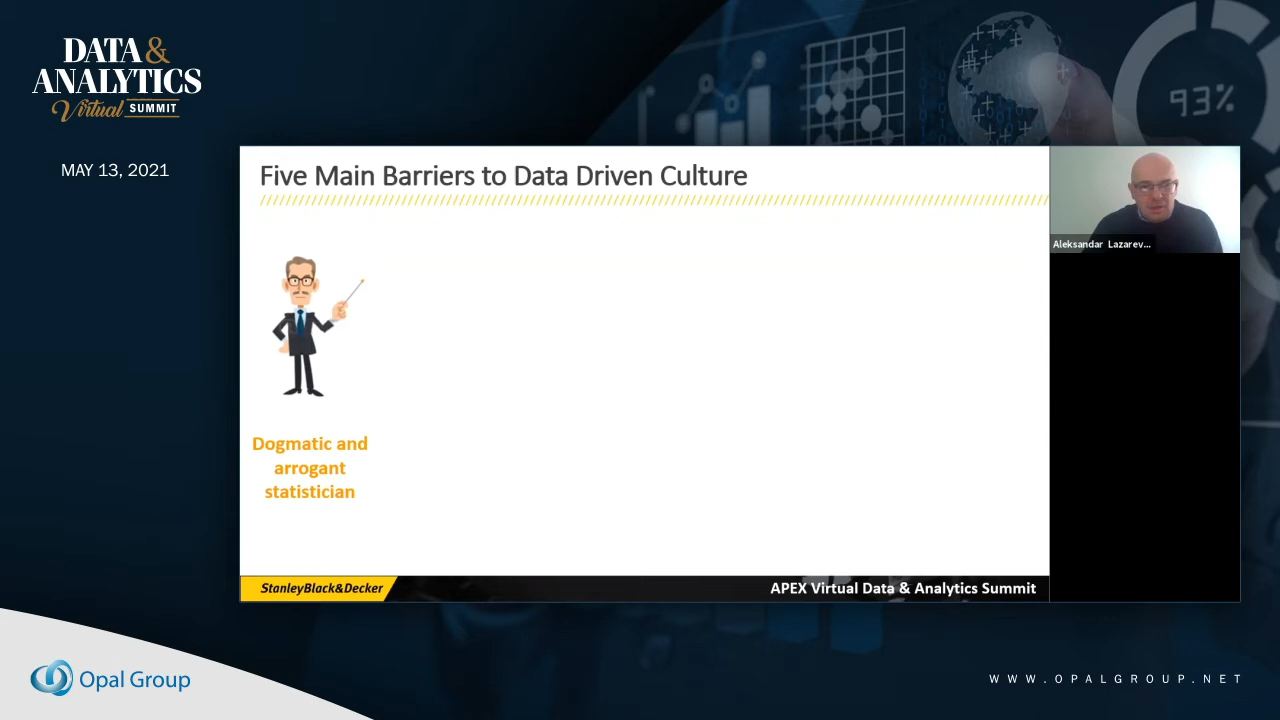 DATA &
ANALYTICS
Virtual SUMMIT
MAY 13, 2021
93%
Five Main Barriers to Data Driven Culture
Aleksandar Lazarev...
Dogmatic and
arrogant
statistician
StanleyBlack&Decker
APEX Virtual Data & Analytics Summit
Opal Group
WWW.OPALGROUP.NET